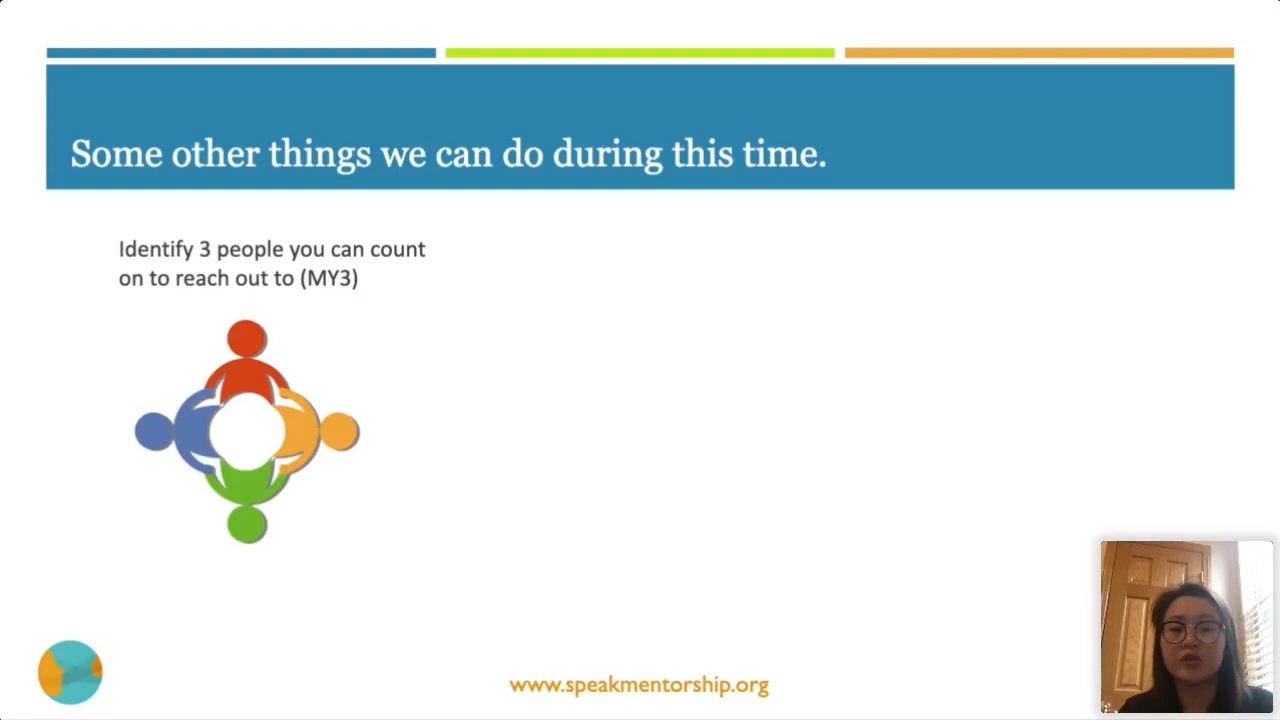 Some other things we can do during this time.
Identify 3 people you can count
on to reach out to (MY3)
www.speakmentorship.org